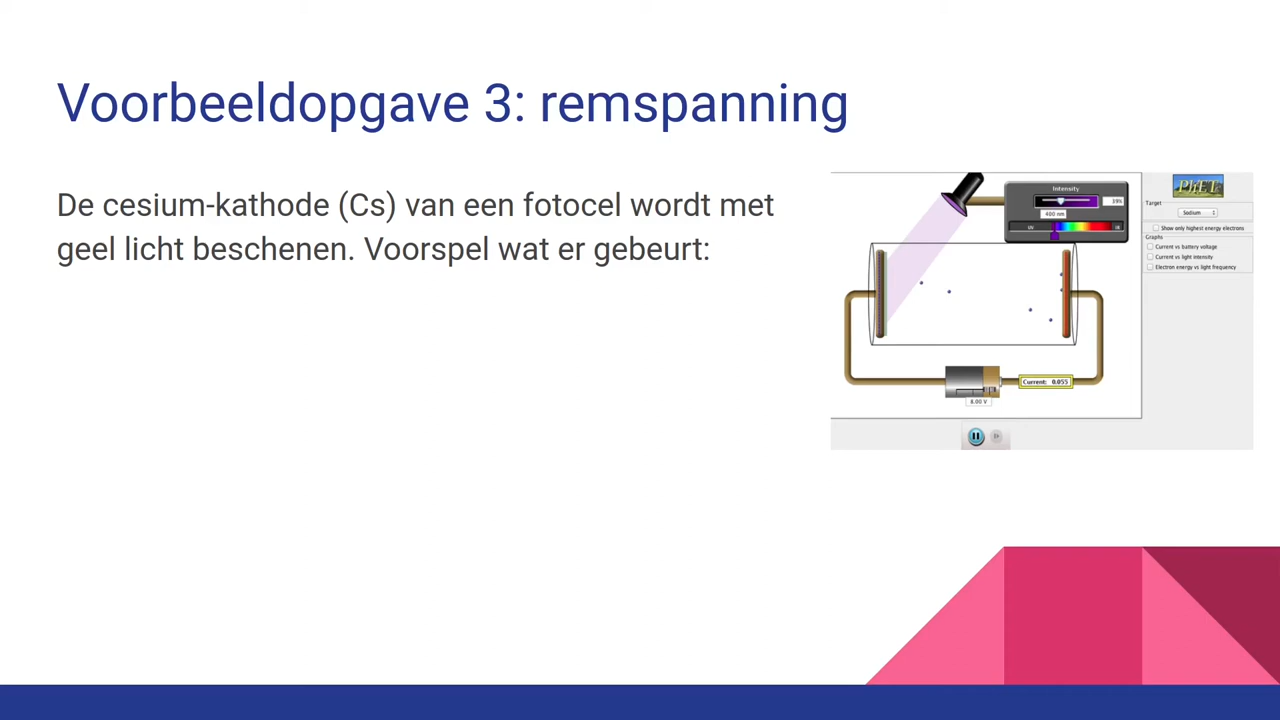 Voorbeeldopgave 3: remspanning
De cesium-kathode (Cs) van een fotocel wordt met
geel licht beschenen. Voorspel wat er gebeurt:
Intensity
39%
400 nm
UV
IR
PhET
Target
Sodium
Show only highest energy electrons
Graphs
Current vs battery voltage
Current vs light intensity
Electron energy vs light frequency
Current: 0.055
8.00 V